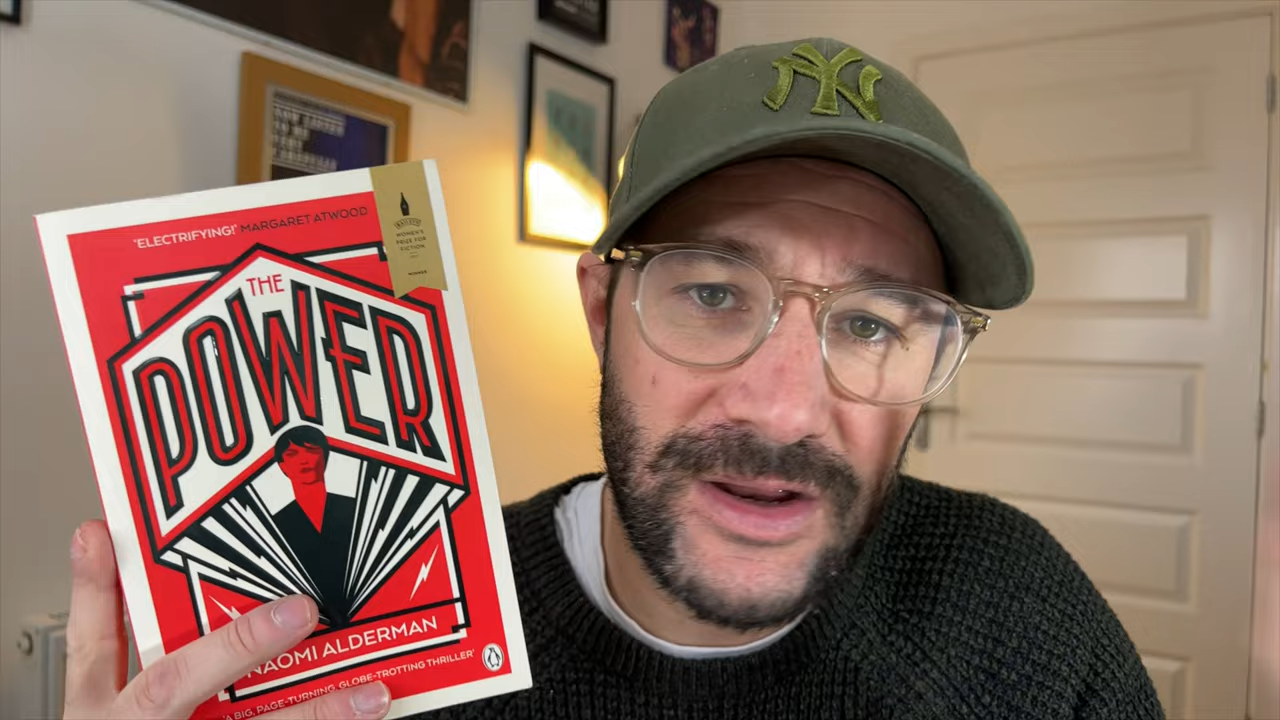 'ELECTRIFYING!' MARGARET ATWOOD
BAILEYS
WOMEN'S
PRIZE FOR
FICTION
WINNER
THE
POWER
NAOMI ALDERMAN
'A BIG, PAGE-TURNING, GLOBE-TROTTING THRILLER'
NY